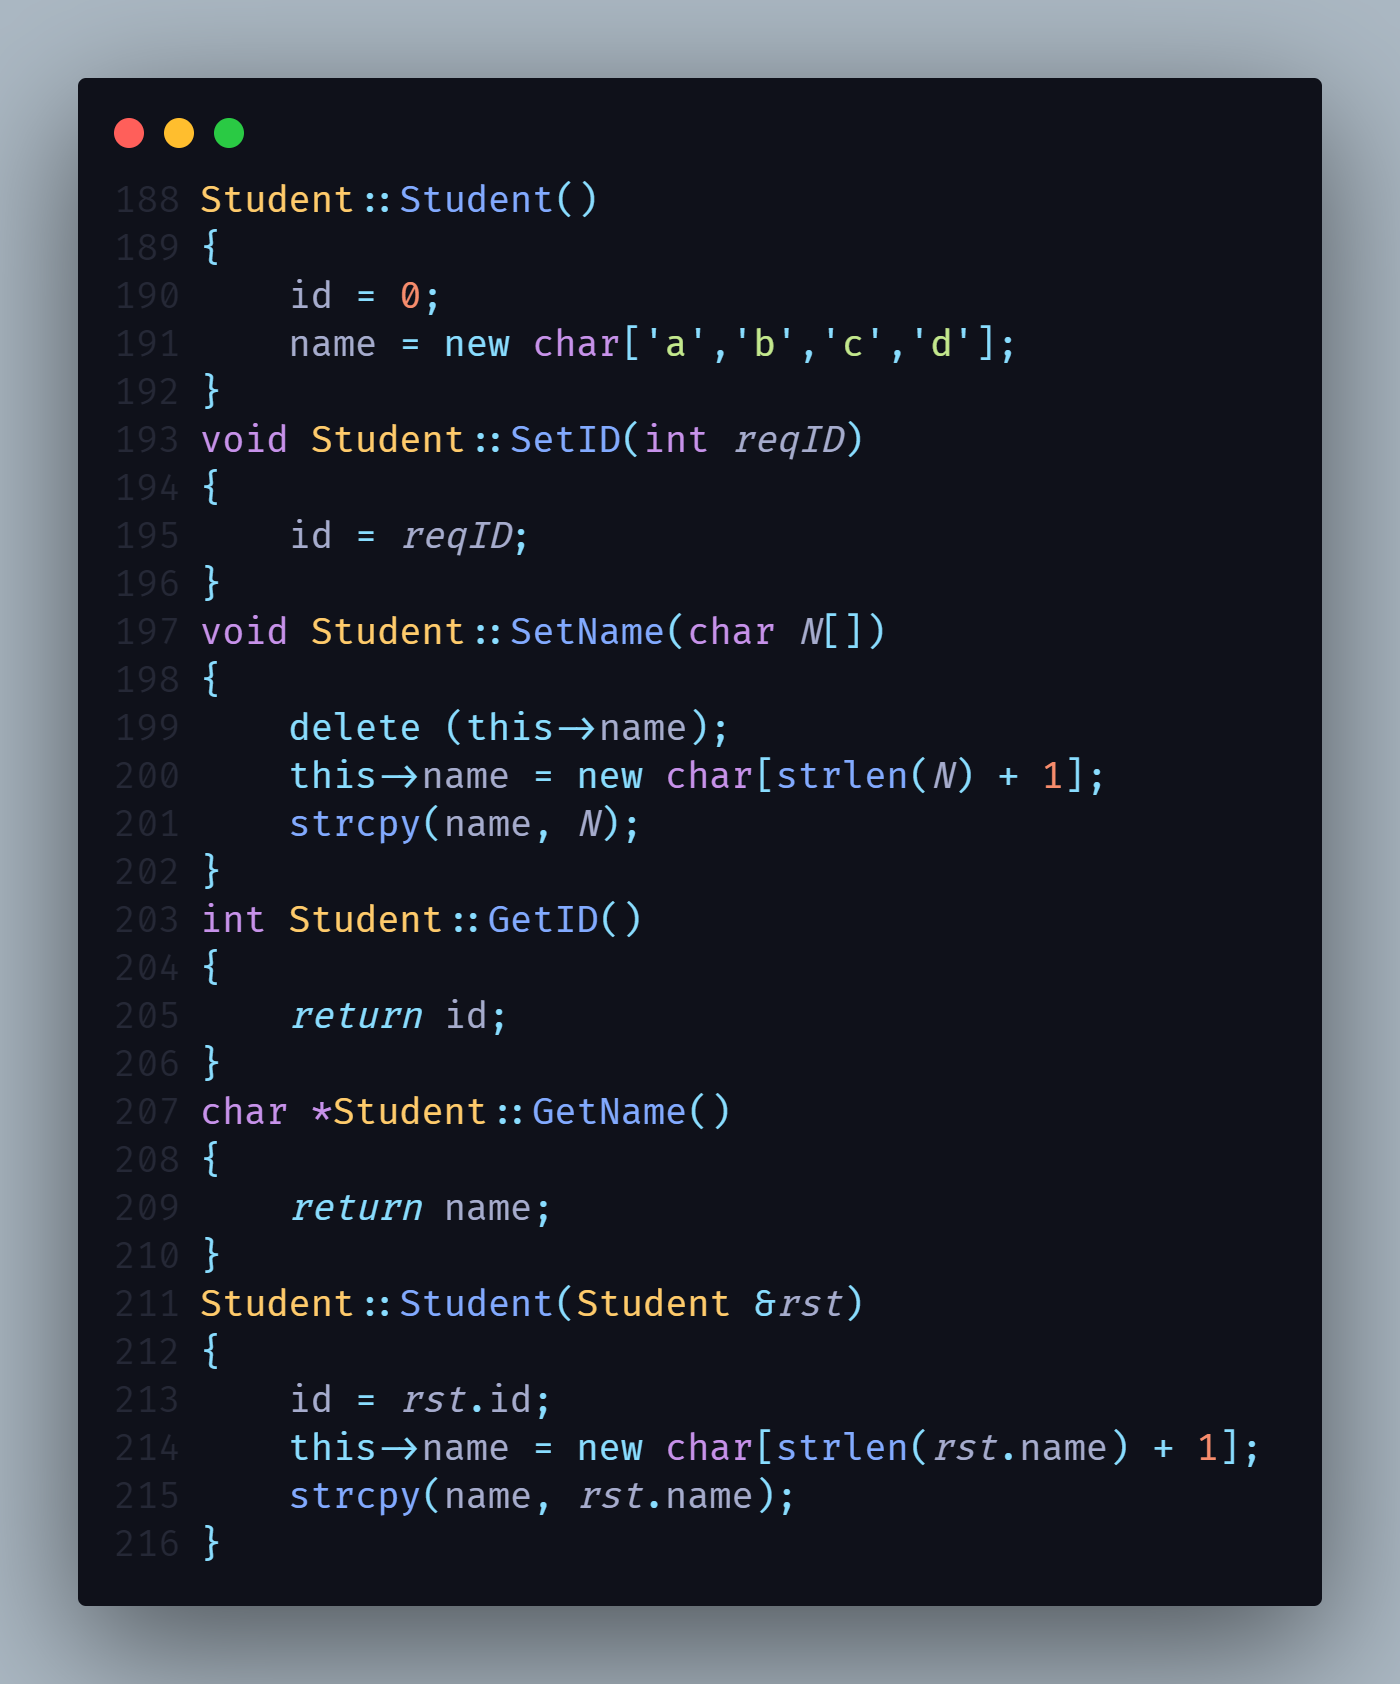 188 Student::Student()
189 {
190     id = 0;
191     name = new char['a','b','c','d'];
192 }
193 void Student::SetID(int reqID)
194 {
195     id = reqID;
196 }
197 void Student::SetName(char N[])
198 {
199     delete (this->name);
200     this->name = new char[strlen(N) + 1];
201     strcpy(name, N);
202 }
203 int Student::GetID()
204 {
205     return id;
206 }
207 char *Student::GetName()
208 {
209     return name;
210 }
211 Student::Student(Student &rst)
212 {
213     id = rst.id;
214     this->name = new char[strlen(rst.name) + 1];
215     strcpy(name, rst.name);
216 }